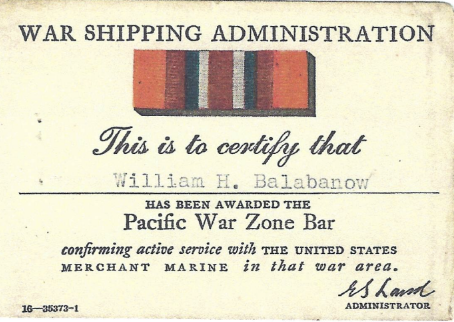 WAR SHIPPING ADMINISTRATION
This is to certify that
William H. Balabanow
HAS BEEN AWARDED THE
Pacific War Zone Bar
confirming active service with THE UNITED STATES
MERCHANT MARINE in that war area.
E S Land
ADMINISTRATOR
16—35373-1